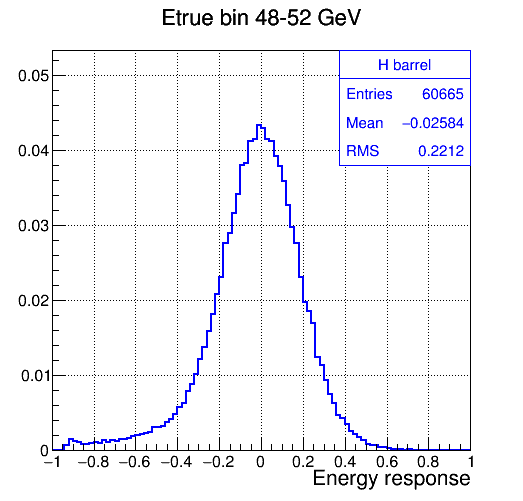 Etrue bin 48-52 GeV
H barrel
Entries 60665
Mean −0.02584
RMS 0.2212
0.05
0.04
0.03
0.02
0.01
0
−1 −0.8 −0.6 −0.4 −0.2 0 0.2 0.4 0.6 0.8 1
Energy response